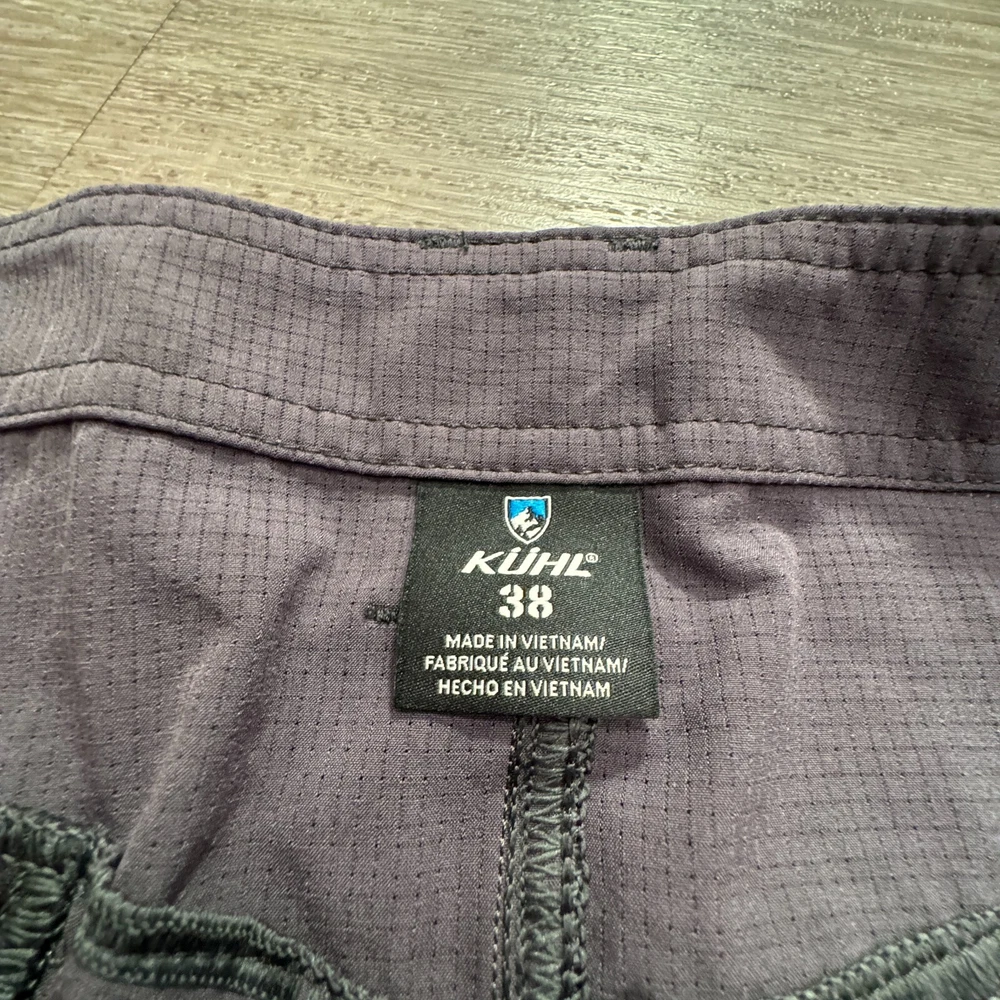 KÜHL®
38
MADE IN VIETNAM/
FABRIQUÉ AU VIETNAM/
HECHO EN VIETNAM